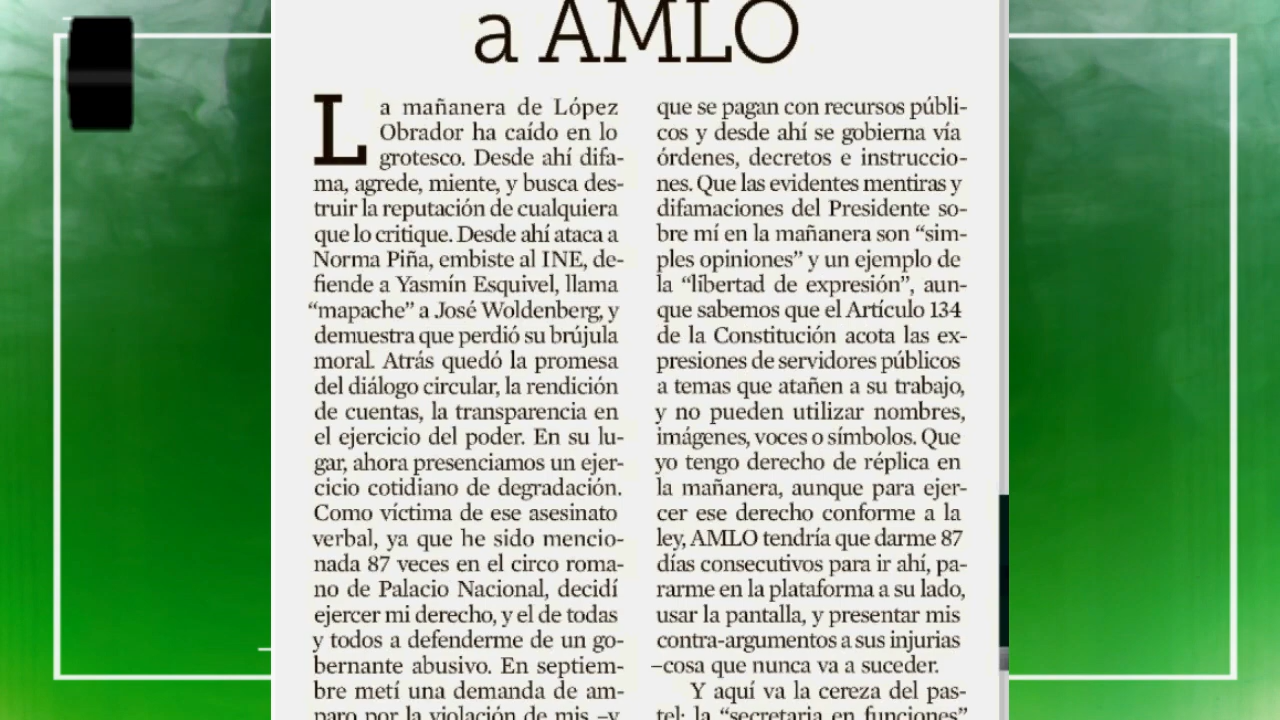 a AMLO
La mañanera de López
Obrador ha caído en lo
grotesco. Desde ahí difa-
ma, agrede, miente, y busca des-
truir la reputación de cualquiera
que lo critique. Desde ahí ataca a
Norma Piña, embiste al INE, de-
fiende a Yasmín Esquivel, llama
“mapache” a José Woldenberg, y
demuestra que perdió su brújula
moral. Atrás quedó la promesa
del diálogo circular, la rendición
de cuentas, la transparencia en
el ejercicio del poder. En su lu-
gar, ahora presenciamos un ejer-
cicio cotidiano de degradación.
Como víctima de ese asesinato
verbal, ya que he sido mencio-
nada 87 veces en el circo roma-
no de Palacio Nacional, decidí
ejercer mi derecho, y el de todas
y todos a defenderme de un go-
bernante abusivo. En septiem-
bre metí una demanda de am-
paro por la violación de mis –y
que se pagan con recursos públi-
cos y desde ahí se gobierna vía
órdenes, decretos e instruccio-
nes. Que las evidentes mentiras y
difamaciones del Presidente so-
bre mí en la mañanera son “sim-
ples opiniones” y un ejemplo de
la “libertad de expresión”, aun-
que sabemos que el Artículo 134
de la Constitución acota las ex-
presiones de servidores públicos
a temas que atañen a su trabajo,
y no pueden utilizar nombres,
imágenes, voces o símbolos. Que
yo tengo derecho de réplica en
la mañanera, aunque para ejer-
cer ese derecho conforme a la
ley, AMLO tendría que darme 87
días consecutivos para ir ahí, pa-
rarme en la plataforma a su lado,
usar la pantalla, y presentar mis
contra-argumentos a sus injurias
–cosa que nunca va a suceder.
Y aquí va la cereza del pas-
tel: la “secretaria en funciones”